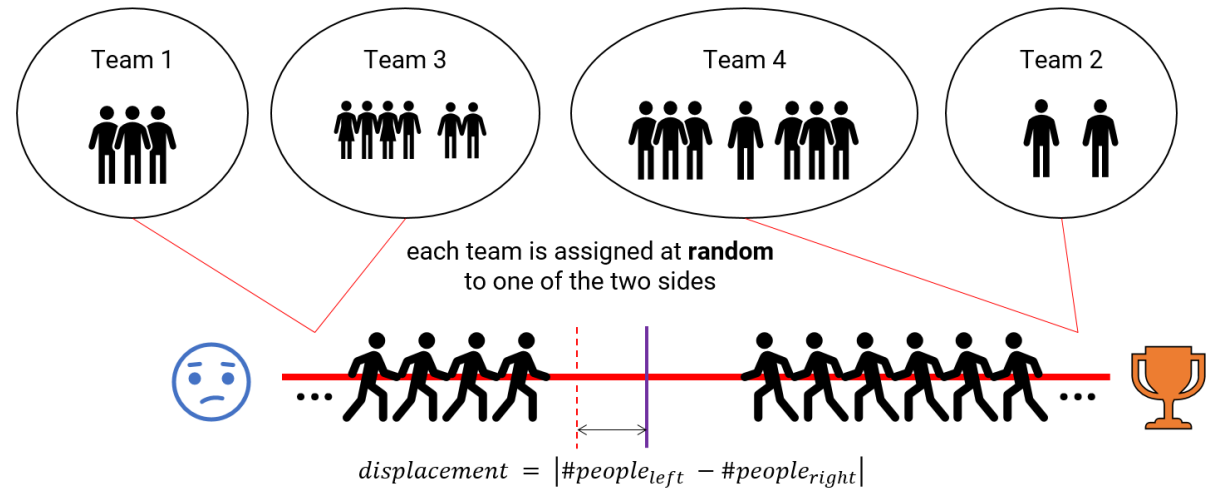 Team 1
Team 3
Team 4
Team 2
each team is assigned at random
to one of the two sides
displacement = |#people_left − #people_right|